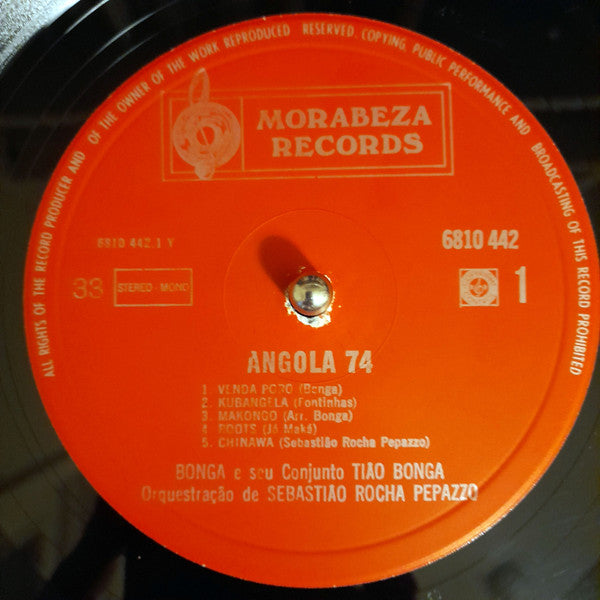 ALL RIGHTS OF THE RECORD PRODUCER AND OF THE OWNER OF THE WORK REPRODUCED RESERVED. COPYING, PUBLIC PERFORMANCE AND BROADCASTING OF THIS RECORD PROHIBITED
MORABEZA
RECORDS
6810 442.1 Y
6810 442
33
STEREO-MONO
1
ANGOLA 74
1. VENDA PORO (Bonga)
2. KUBANGELA (Fontinhas)
3. MAKONGO (Arr. Bonga)
4. ROOTS (Jó Maká)
5. CHINAWA (Sebastião Rocha Pepazzo)
BONGA e seu Conjunto TIÃO BONGA
Orquestração de SEBASTIÃO ROCHA PEPAZZO